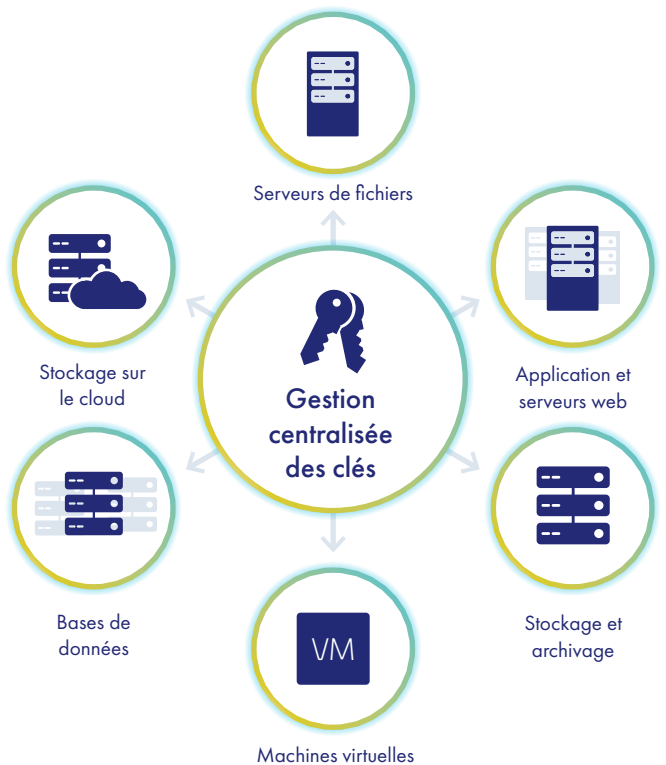 Serveurs de fichiers
Stockage sur
le cloud
Gestion
centralisée
des clés
Application et
serveurs web
Bases de
données
VM
Stockage et
archivage
Machines virtuelles